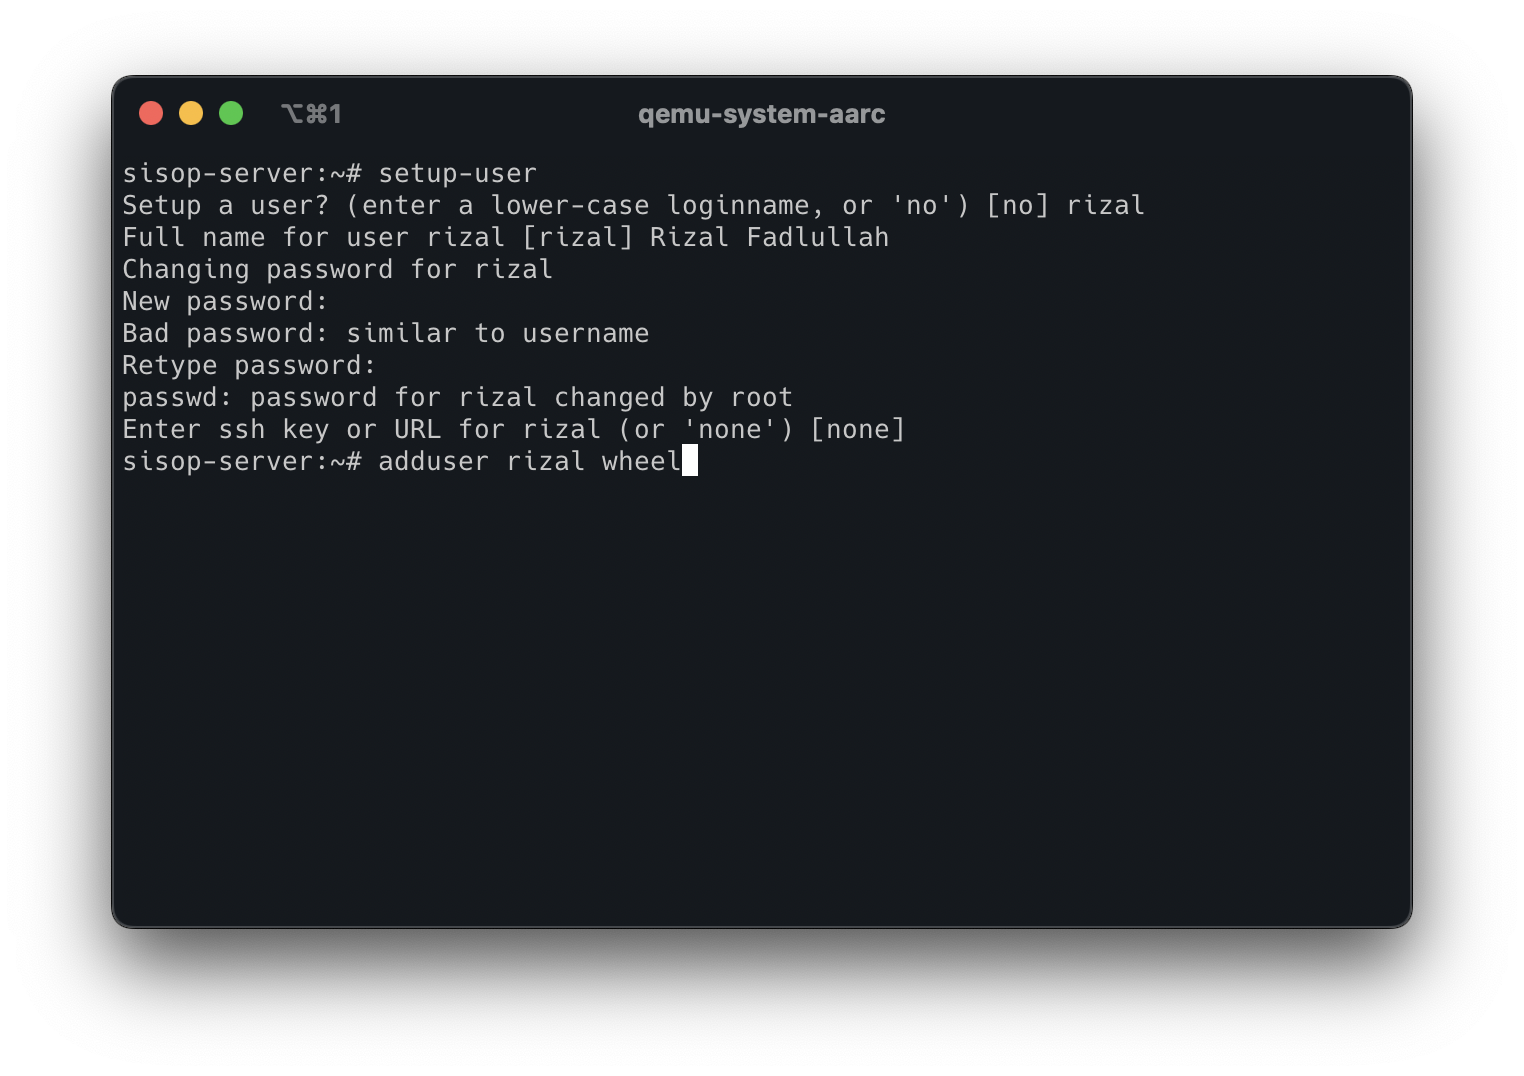 ⌥⌘1 qemu-system-aarc
sisop-server:~# setup-user
Setup a user? (enter a lower-case loginname, or 'no') [no] rizal
Full name for user rizal [rizal] Rizal Fadlullah
Changing password for rizal
New password:
Bad password: similar to username
Retype password:
passwd: password for rizal changed by root
Enter ssh key or URL for rizal (or 'none') [none]
sisop-server:~# adduser rizal wheel